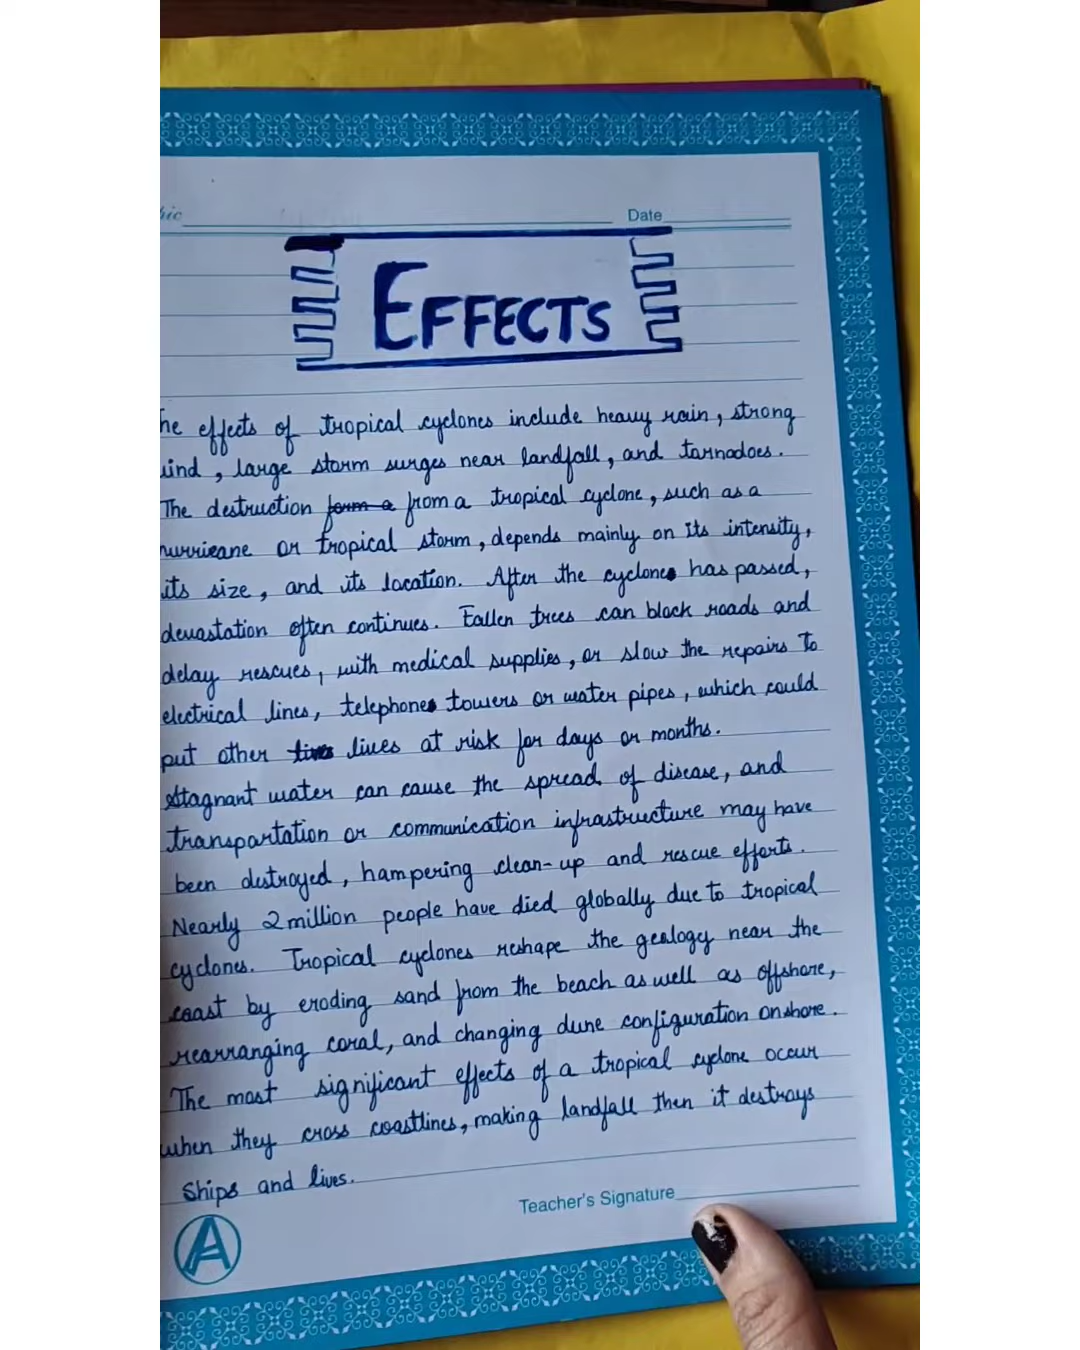 hic Date
EFFECTS
he effects of tropical cyclones include heavy rain, strong
ind, large storm surges near landfall, and tornadoes.
The destruction form a from a tropical cyclone, such as a
hurricane or tropical storm, depends mainly on its intensity,
its size, and its location. After the cyclone has passed,
devastation often continues. Fallen trees can block roads and
delay rescues, with medical supplies, or slow the repairs to
electrical lines, telephone towers or water pipes, which could
put other lives lives at risk for days or months.
Stagnant water can cause the spread of disease, and
transportation or communication infrastructure may have
been destroyed, hampering clean-up and rescue efforts.
Nearly 2 million people have died globally due to tropical
cyclones. Tropical cyclones reshape the geology near the
coast by eroding sand from the beach as well as offshore,
rearranging coral, and changing dune configuration onshore.
The most significant effects of a tropical cyclone occur
when they cross coastlines, making landfall then it destroys
Ships and lives.
Teacher's Signature
A